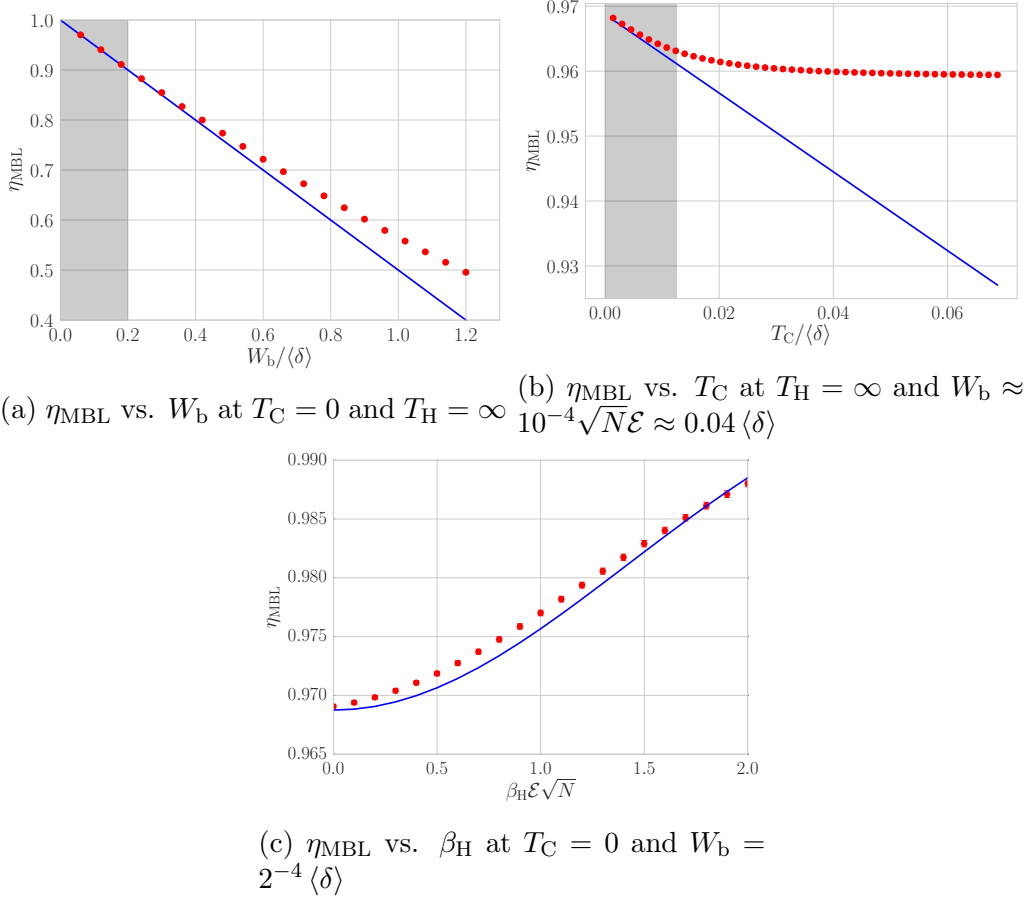 1.0
0.9
0.8
0.7
0.6
0.5
0.4
η_MBL
0.0 0.2 0.4 0.6 0.8 1.0 1.2
W_b/⟨δ⟩
(a) η_MBL vs. W_b at T_C = 0 and T_H = ∞
0.97
0.96
0.95
0.94
0.93
η_MBL
0.00 0.02 0.04 0.06
T_C/⟨δ⟩
(b) η_MBL vs. T_C at T_H = ∞ and W_b ≈
10^{-4}√N ℰ ≈ 0.04 ⟨δ⟩
0.990
0.985
0.980
0.975
0.970
0.965
η_MBL
0.0 0.5 1.0 1.5 2.0
β_H ℰ√N
(c) η_MBL vs. β_H at T_C = 0 and W_b =
2^{-4} ⟨δ⟩